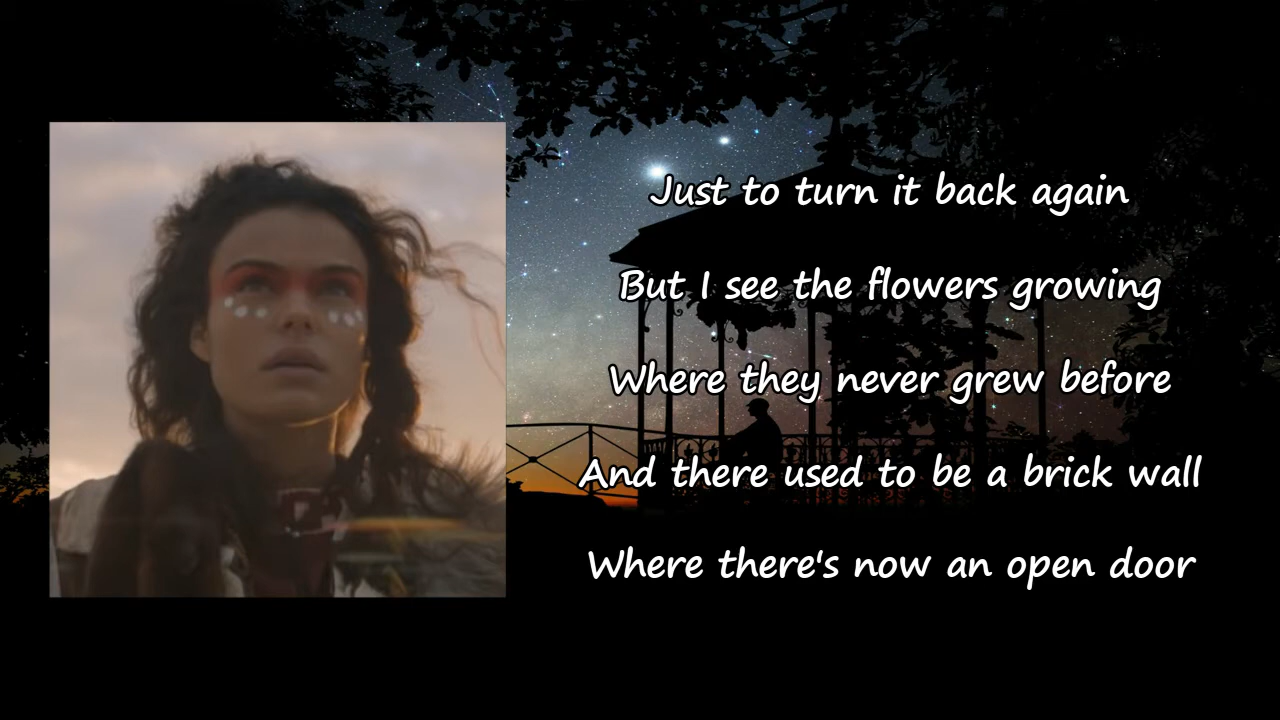 Just to turn it back again
But I see the flowers growing
Where they never grew before
And there used to be a brick wall
Where there's now an open door